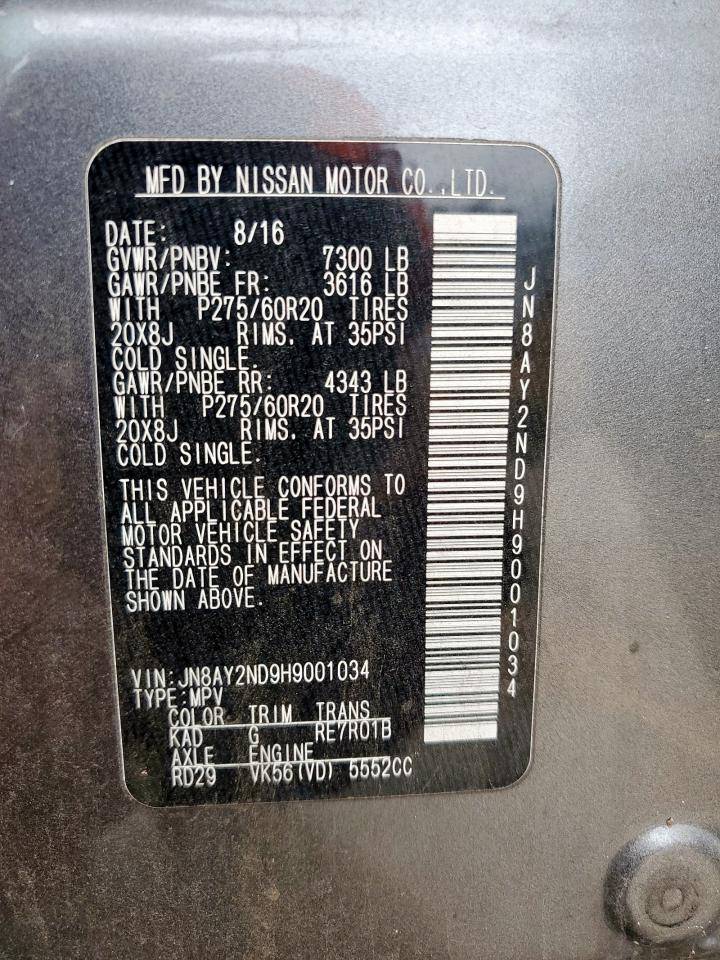 MFD BY NISSAN MOTOR CO.,LTD.
DATE: 8/16
GVWR/PNBV: 7300 LB
GAWR/PNBE FR: 3616 LB
WITH P275/60R20 TIRES
20X8J RIMS. AT 35PSI
COLD SINGLE.
GAWR/PNBE RR: 4343 LB
WITH P275/60R20 TIRES
20X8J RIMS. AT 35PSI
COLD SINGLE.
THIS VEHICLE CONFORMS TO
ALL APPLICABLE FEDERAL
MOTOR VEHICLE SAFETY
STANDARDS IN EFFECT ON
THE DATE OF MANUFACTURE
SHOWN ABOVE.
VIN:JN8AY2ND9H9001034
TYPE:MPV
COLOR TRIM TRANS
KAD G RE7R01B
AXLE ENGINE
RD29 VK56(VD) 5552CC
JN8AY2ND9H9001034